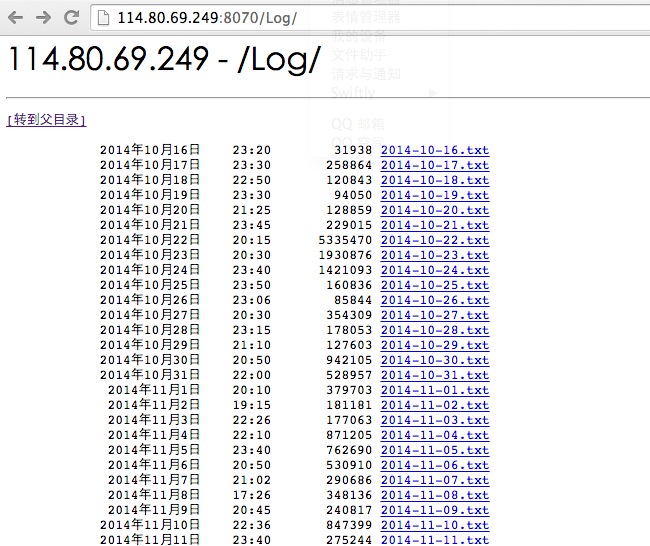 114.80.69.249:8070/Log/
表情管理器
我的设备
文件助手
请求与通知
Swiftly
QQ 邮箱
114.80.69.249 - /Log/
[转到父目录]
2014年10月16日 23:20 31938 2014-10-16.txt
2014年10月17日 23:30 258864 2014-10-17.txt
2014年10月18日 22:50 120843 2014-10-18.txt
2014年10月19日 23:30 94050 2014-10-19.txt
2014年10月20日 21:25 128859 2014-10-20.txt
2014年10月21日 23:45 229015 2014-10-21.txt
2014年10月22日 20:15 5335470 2014-10-22.txt
2014年10月23日 20:30 1930876 2014-10-23.txt
2014年10月24日 23:40 1421093 2014-10-24.txt
2014年10月25日 23:50 160836 2014-10-25.txt
2014年10月26日 23:06 85844 2014-10-26.txt
2014年10月27日 20:30 354309 2014-10-27.txt
2014年10月28日 23:15 178053 2014-10-28.txt
2014年10月29日 21:10 127603 2014-10-29.txt
2014年10月30日 20:50 942105 2014-10-30.txt
2014年10月31日 22:00 528957 2014-10-31.txt
2014年11月1日 20:10 379703 2014-11-01.txt
2014年11月2日 19:15 181181 2014-11-02.txt
2014年11月3日 22:26 177063 2014-11-03.txt
2014年11月4日 22:10 871205 2014-11-04.txt
2014年11月5日 23:40 762690 2014-11-05.txt
2014年11月6日 20:50 530910 2014-11-06.txt
2014年11月7日 21:02 290686 2014-11-07.txt
2014年11月8日 17:26 348136 2014-11-08.txt
2014年11月9日 20:45 240817 2014-11-09.txt
2014年11月10日 22:36 847399 2014-11-10.txt
2014年11月11日 23:40 275244 2014-11-11.txt